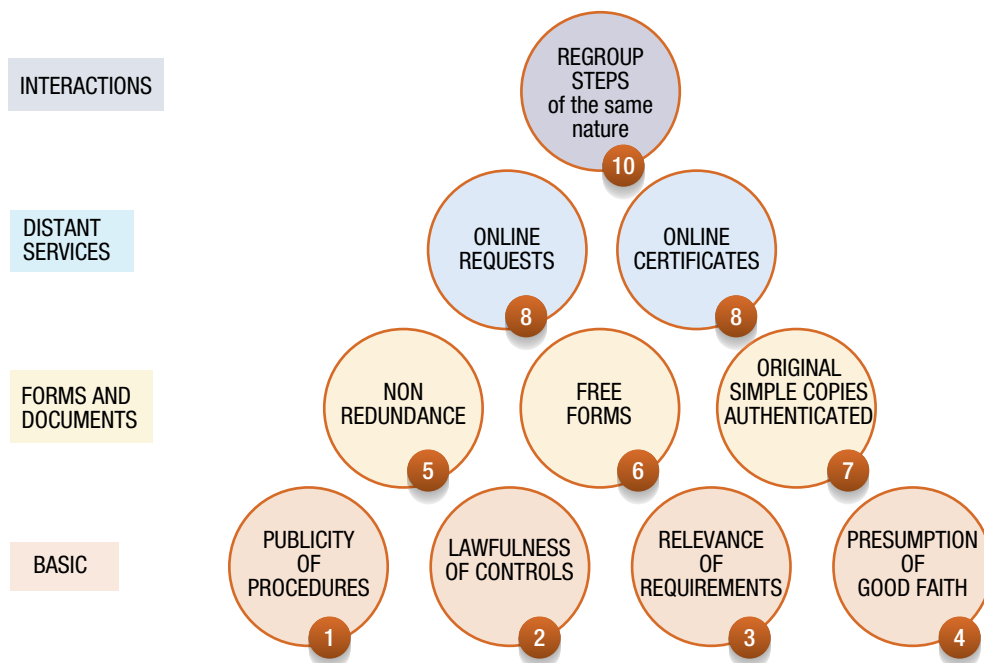 INTERACTIONS
REGROUP
STEPS
of the same
nature
10
DISTANT
SERVICES
ONLINE
REQUESTS
8
ONLINE
CERTIFICATES
8
FORMS AND
DOCUMENTS
NON
REDUNDANCE
5
FREE
FORMS
6
ORIGINAL
SIMPLE COPIES
AUTHENTICATED
7
BASIC
PUBLICITY
OF
PROCEDURES
1
LAWFULNESS
OF CONTROLS
2
RELEVANCE
OF
REQUIREMENTS
3
PRESUMPTION
OF
GOOD FAITH
4